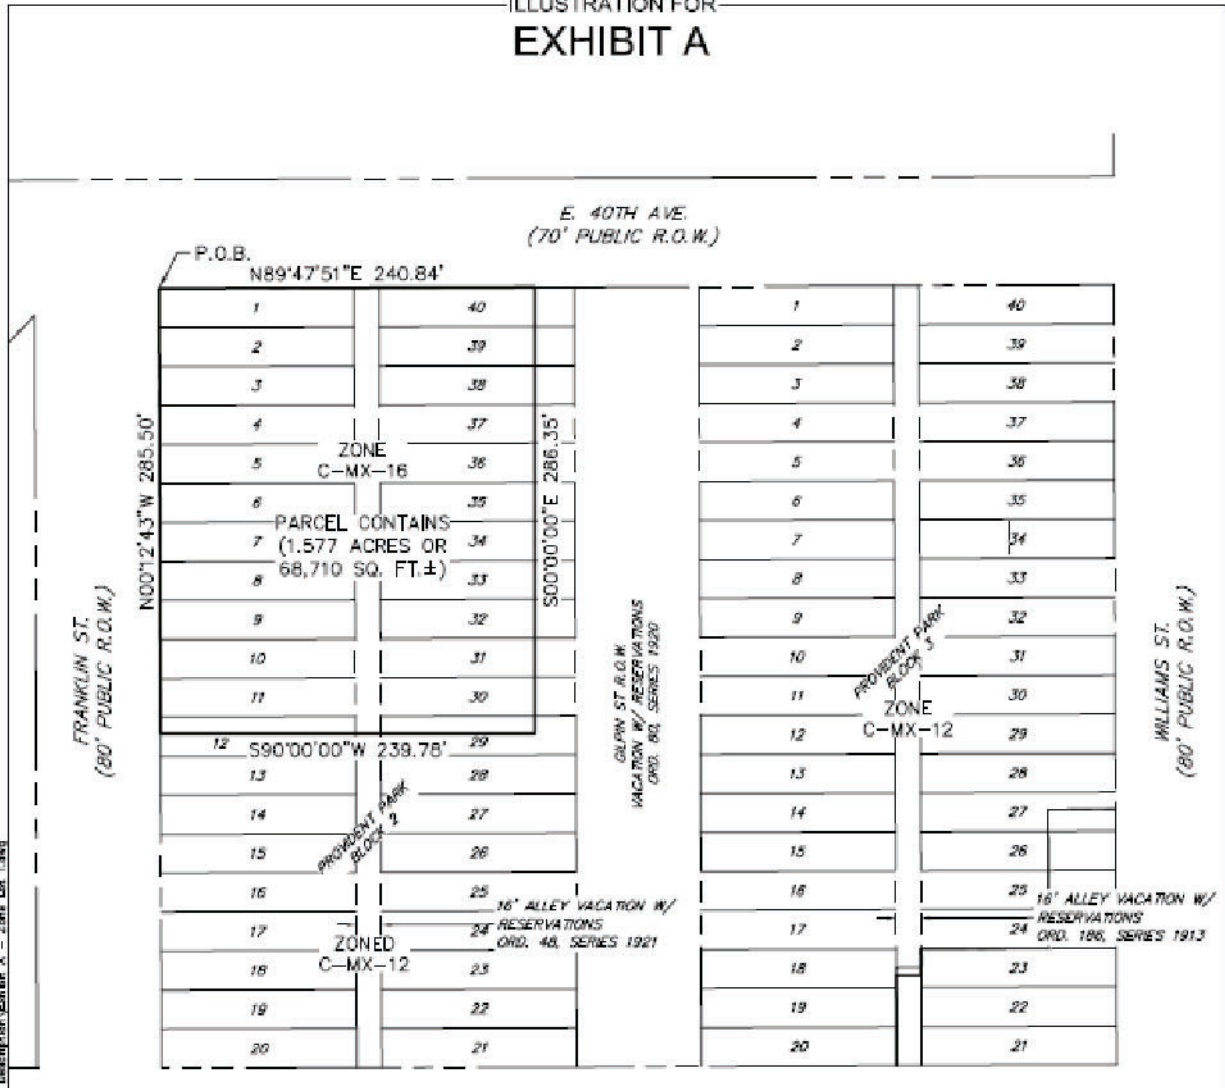 ILLUSTRATION FOR
EXHIBIT A
E. 40TH AVE.
(70' PUBLIC R.O.W.)
P.O.B.
N89°47'51"E 240.84'
1 40 1 40
2 39 2 39
3 38 3 38
4 37 4 37
ZONE
C-MX-16
5 36 5 36
6 35 6 35
PARCEL CONTAINS
(1.577 ACRES OR
68,710 SQ. FT.±)
7 34 7 34
8 33 8 33
9 32 9 32
10 31 10 31
11 30 11 30
12 29 12 29
N00°12'43"W 285.50'
S00°00'00"E 286.35'
S90°00'00"W 239.78'
FRANKLIN ST.
(80' PUBLIC R.O.W.)
GILPIN ST R.O.W.
VACATION W/ RESERVATIONS
ORD. 80, SERIES 1920
PROVIDENT PARK
BLOCK 3
ZONE
C-MX-12
WILLIAMS ST.
(80' PUBLIC R.O.W.)
13 28 13 28
14 27 14 27
PROVIDENT PARK
BLOCK 2
15 26 15 26
16 25 16 25
16' ALLEY VACATION W/
RESERVATIONS
ORD. 48, SERIES 1921
16' ALLEY VACATION W/
RESERVATIONS
ORD. 186, SERIES 1913
17 24 17 24
ZONED
C-MX-12
18 23 18 23
19 22 19 22
20 21 20 21